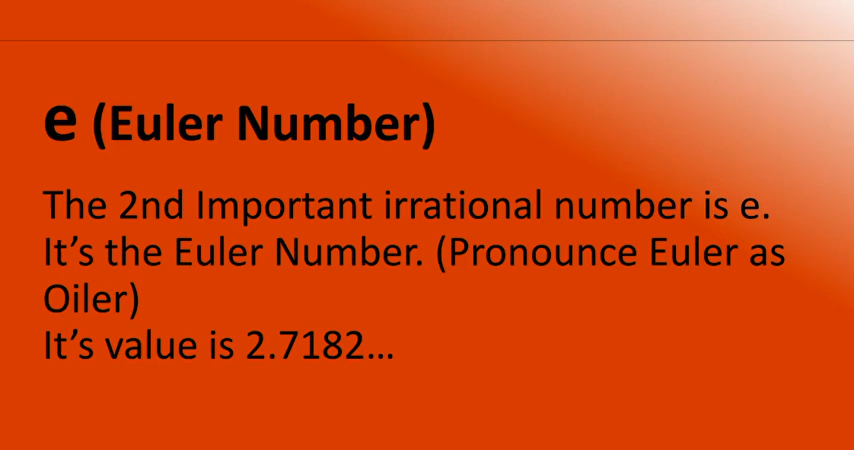 e (Euler Number)
The 2nd Important irrational number is e.
It’s the Euler Number. (Pronounce Euler as
Oiler)
It’s value is 2.7182...